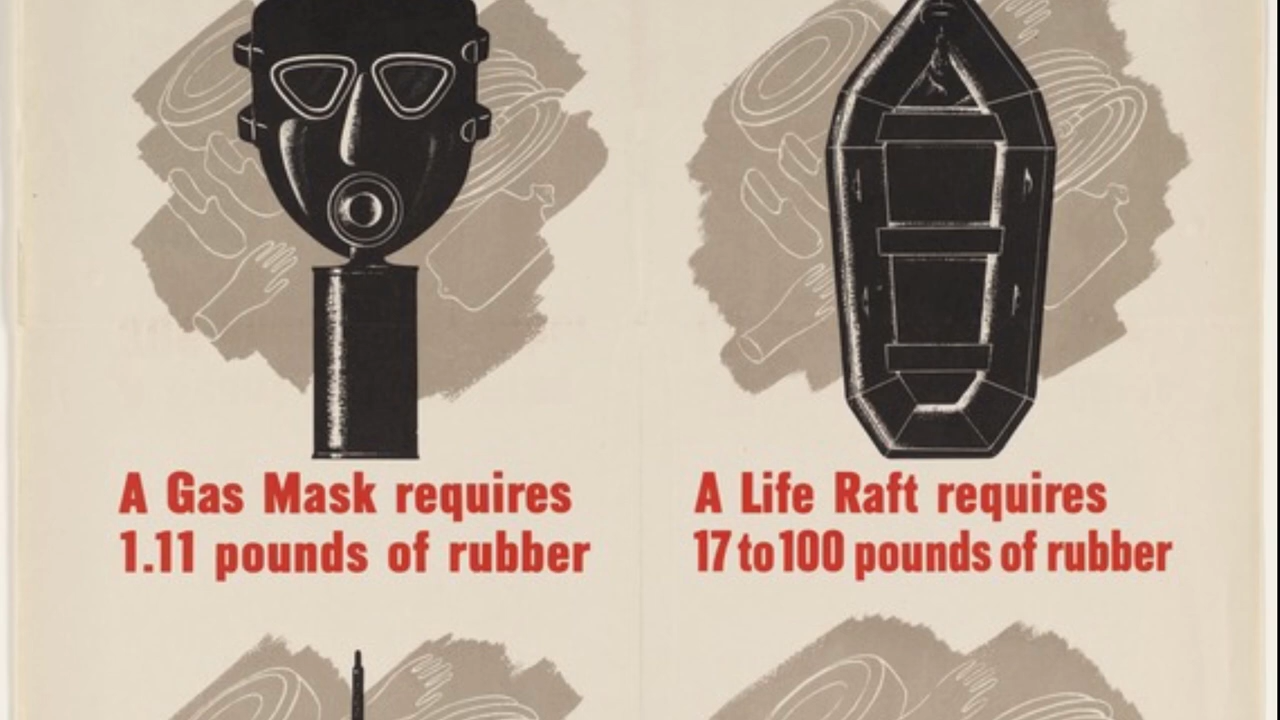 A Gas Mask requires
1.11 pounds of rubber
A Life Raft requires
17 to 100 pounds of rubber